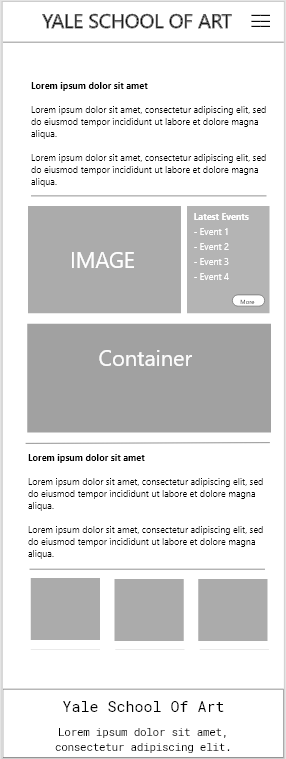 YALE SCHOOL OF ART
Lorem ipsum dolor sit amet
Lorem ipsum dolor sit amet, consectetur adipiscing elit, sed
do eiusmod tempor incididunt ut labore et dolore magna
aliqua.
Lorem ipsum dolor sit amet, consectetur adipiscing elit, sed
do eiusmod tempor incididunt ut labore et dolore magna
aliqua.
IMAGE
Latest Events
- Event 1
- Event 2
- Event 3
- Event 4
More
Container
Lorem ipsum dolor sit amet
Lorem ipsum dolor sit amet, consectetur adipiscing elit, sed
do eiusmod tempor incididunt ut labore et dolore magna
aliqua.
Lorem ipsum dolor sit amet, consectetur adipiscing elit, sed
do eiusmod tempor incididunt ut labore et dolore magna
aliqua.
Yale School Of Art
Lorem ipsum dolor sit amet,
consectetur adipiscing elit.